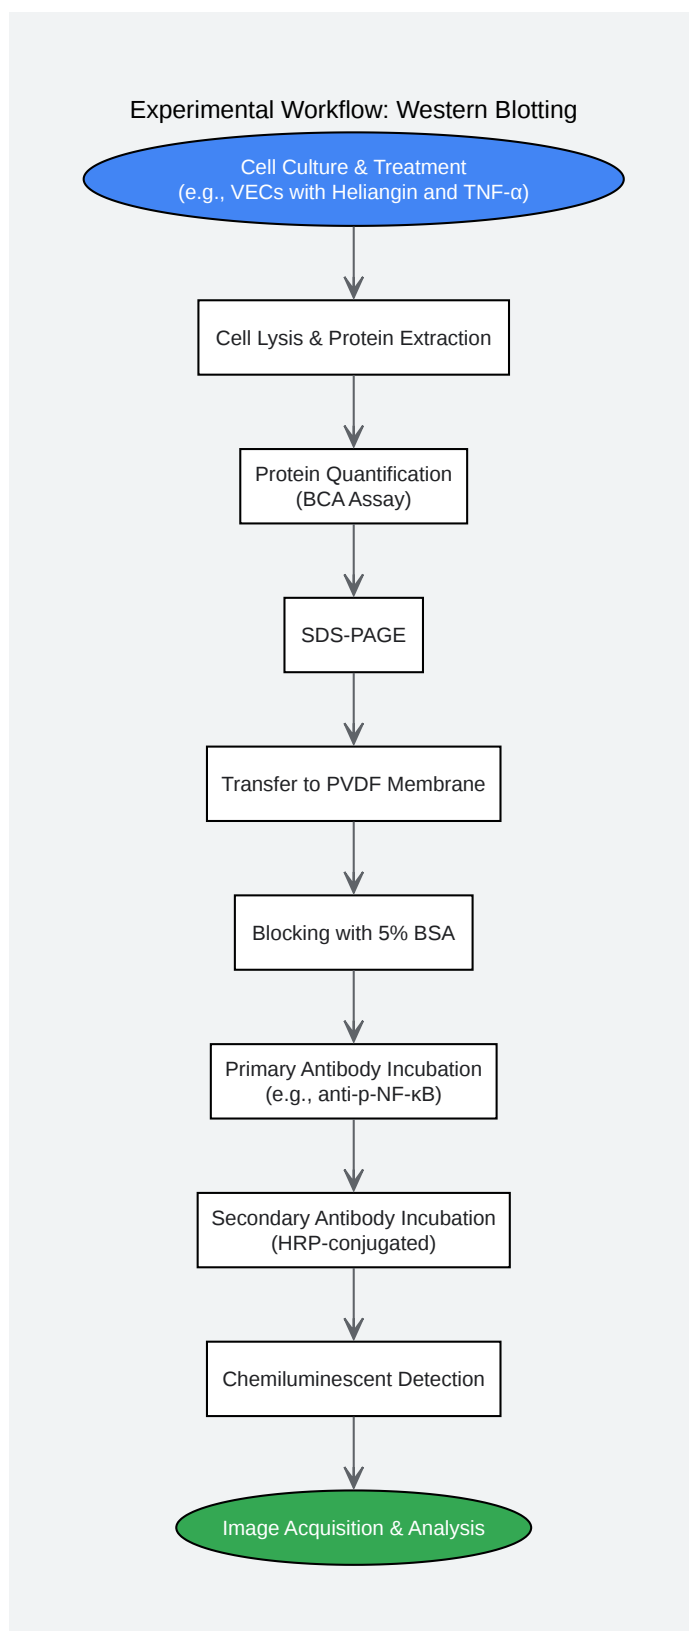 Experimental Workflow: Western Blotting
Cell Culture & Treatment
(e.g., VECs with Heliangin and TNF-α)
Cell Lysis & Protein Extraction
Protein Quantification
(BCA Assay)
SDS-PAGE
Transfer to PVDF Membrane
Blocking with 5% BSA
Primary Antibody Incubation
(e.g., anti-p-NF-κB)
Secondary Antibody Incubation
(HRP-conjugated)
Chemiluminescent Detection
Image Acquisition & Analysis